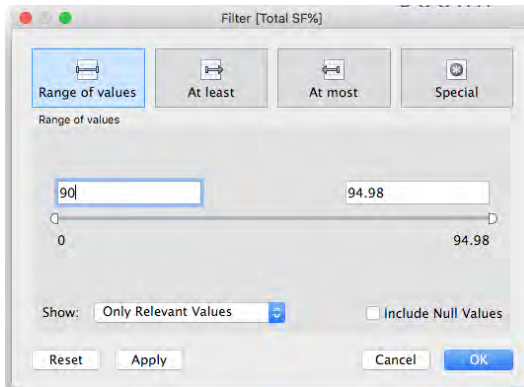 Filter [Total SF%]
Range of values At least At most Special
Range of values
90 94.98
0 94.98
Show: Only Relevant Values Include Null Values
Reset Apply Cancel OK